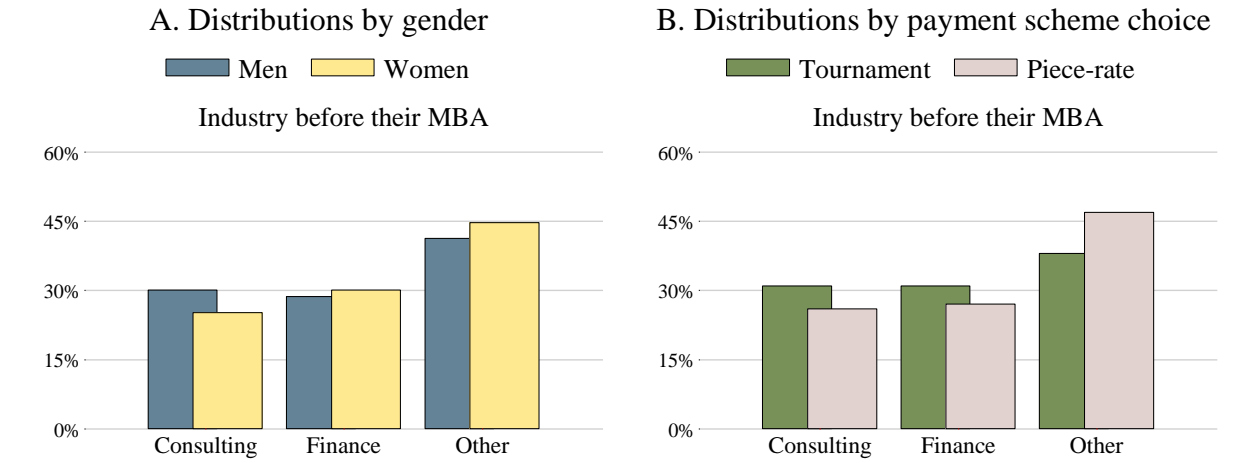 A. Distributions by gender
Men Women
Industry before their MBA
60%
45%
30%
15%
0%
Consulting Finance Other
B. Distributions by payment scheme choice
Tournament Piece-rate
Industry before their MBA
60%
45%
30%
15%
0%
Consulting Finance Other